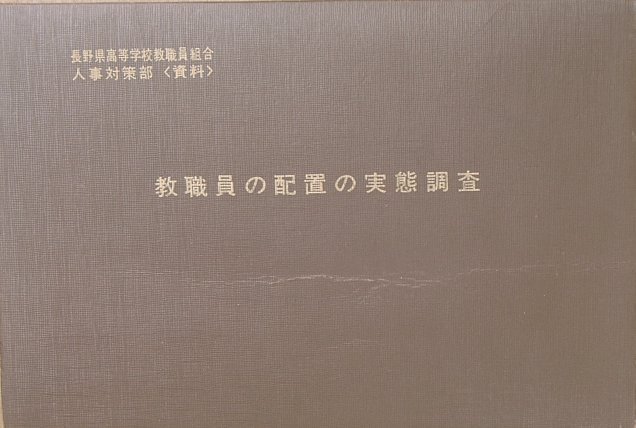 長野県高等学校教職員組合
人事対策部〈資料〉
教職員の配置の実態調査